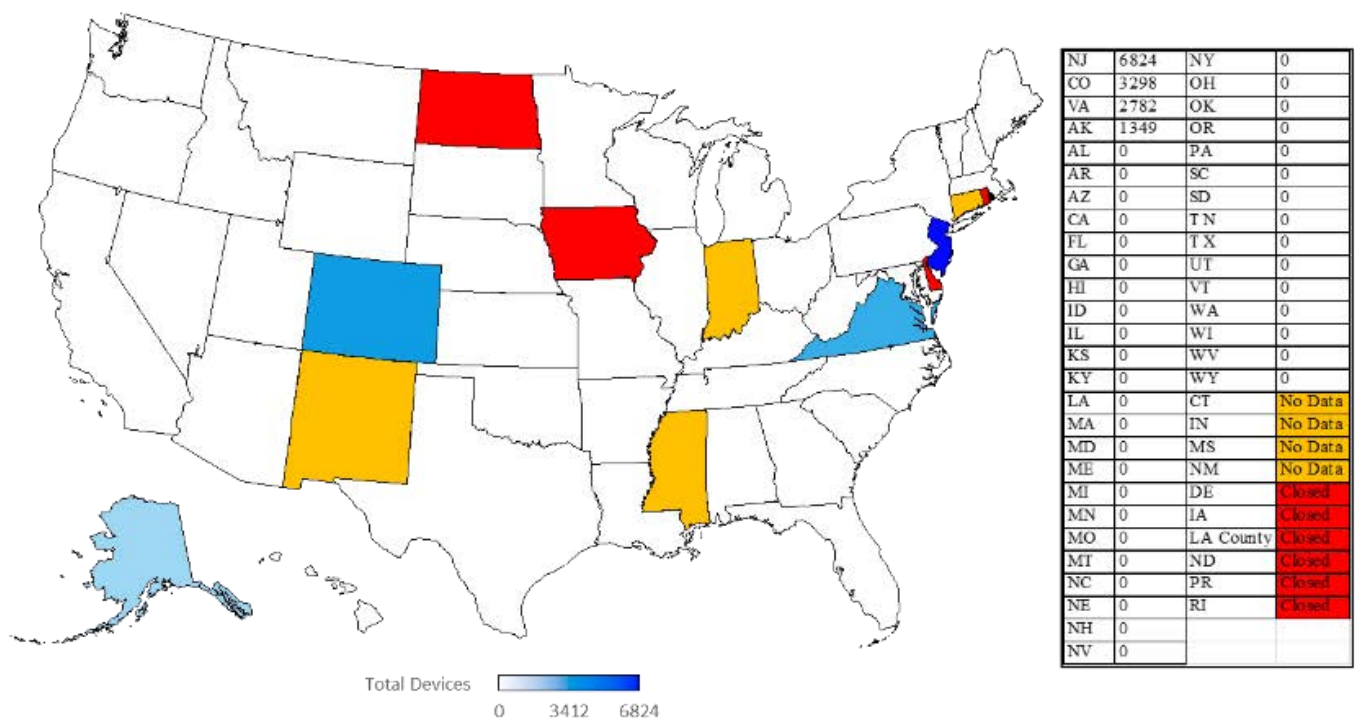 NJ 6824 NY 0
CO 3298 OH 0
VA 2782 OK 0
AK 1349 OR 0
AL 0 PA 0
AR 0 SC 0
AZ 0 SD 0
CA 0 TN 0
FL 0 TX 0
GA 0 UT 0
HI 0 VT 0
ID 0 WA 0
IL 0 WI 0
KS 0 WV 0
KY 0 WY 0
LA 0 CT No Data
MA 0 IN No Data
MD 0 MS No Data
ME 0 NM No Data
MI 0 DE Closed
MN 0 IA Closed
MO 0 LA County Closed
MT 0 ND Closed
NC 0 PR Closed
NE 0 RI Closed
NH 0
NV 0
Total Devices
0 3412 6824